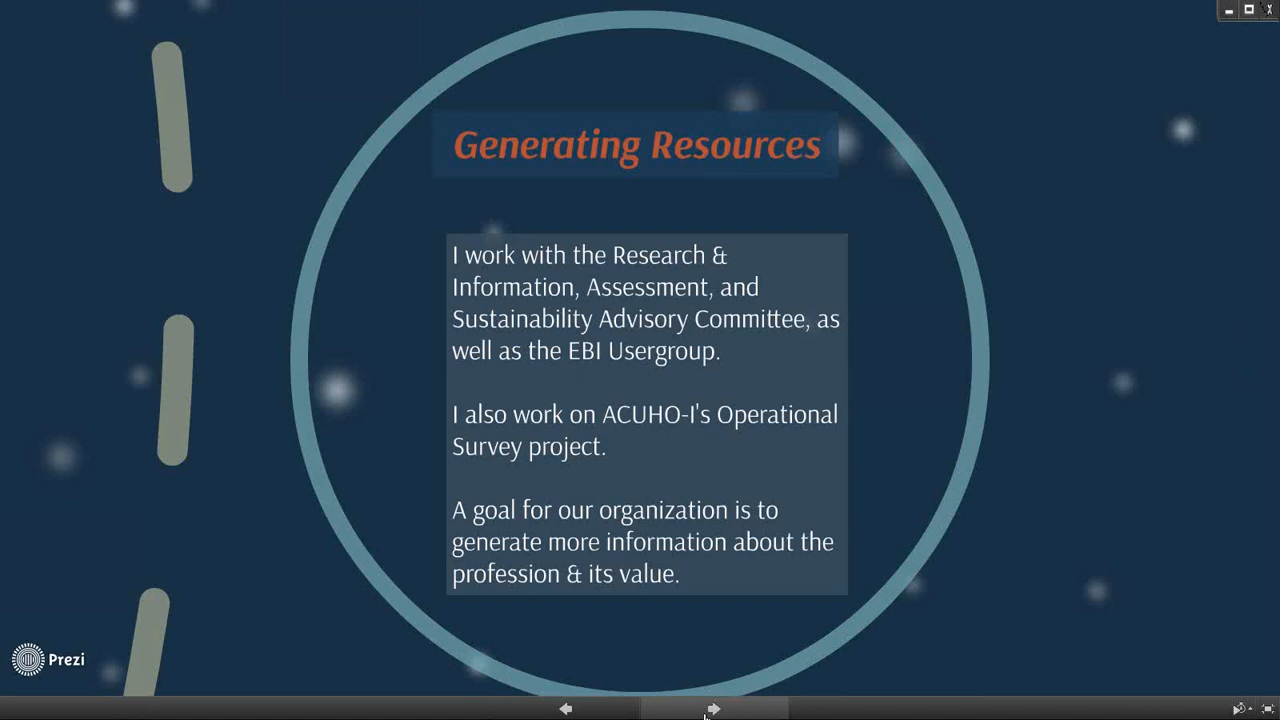 Generating Resources
I work with the Research &
Information, Assessment, and
Sustainability Advisory Committee, as
well as the EBI Usergroup.
I also work on ACUHO-I's Operational
Survey project.
A goal for our organization is to
generate more information about the
profession & its value.
Prezi